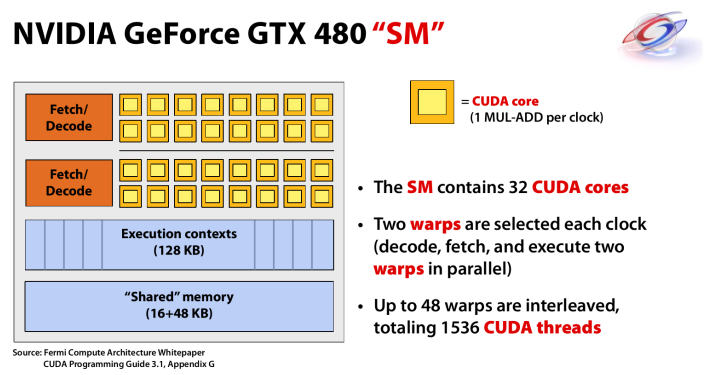 NVIDIA GeForce GTX 480 “SM”
Fetch/
Decode
= CUDA core
(1 MUL-ADD per clock)
Fetch/
Decode
• The SM contains 32 CUDA cores
Execution contexts
(128 KB)
• Two warps are selected each clock
(decode, fetch, and execute two
warps in parallel)
“Shared” memory
(16+48 KB)
• Up to 48 warps are interleaved,
totaling 1536 CUDA threads
Source: Fermi Compute Architecture Whitepaper
CUDA Programming Guide 3.1, Appendix G